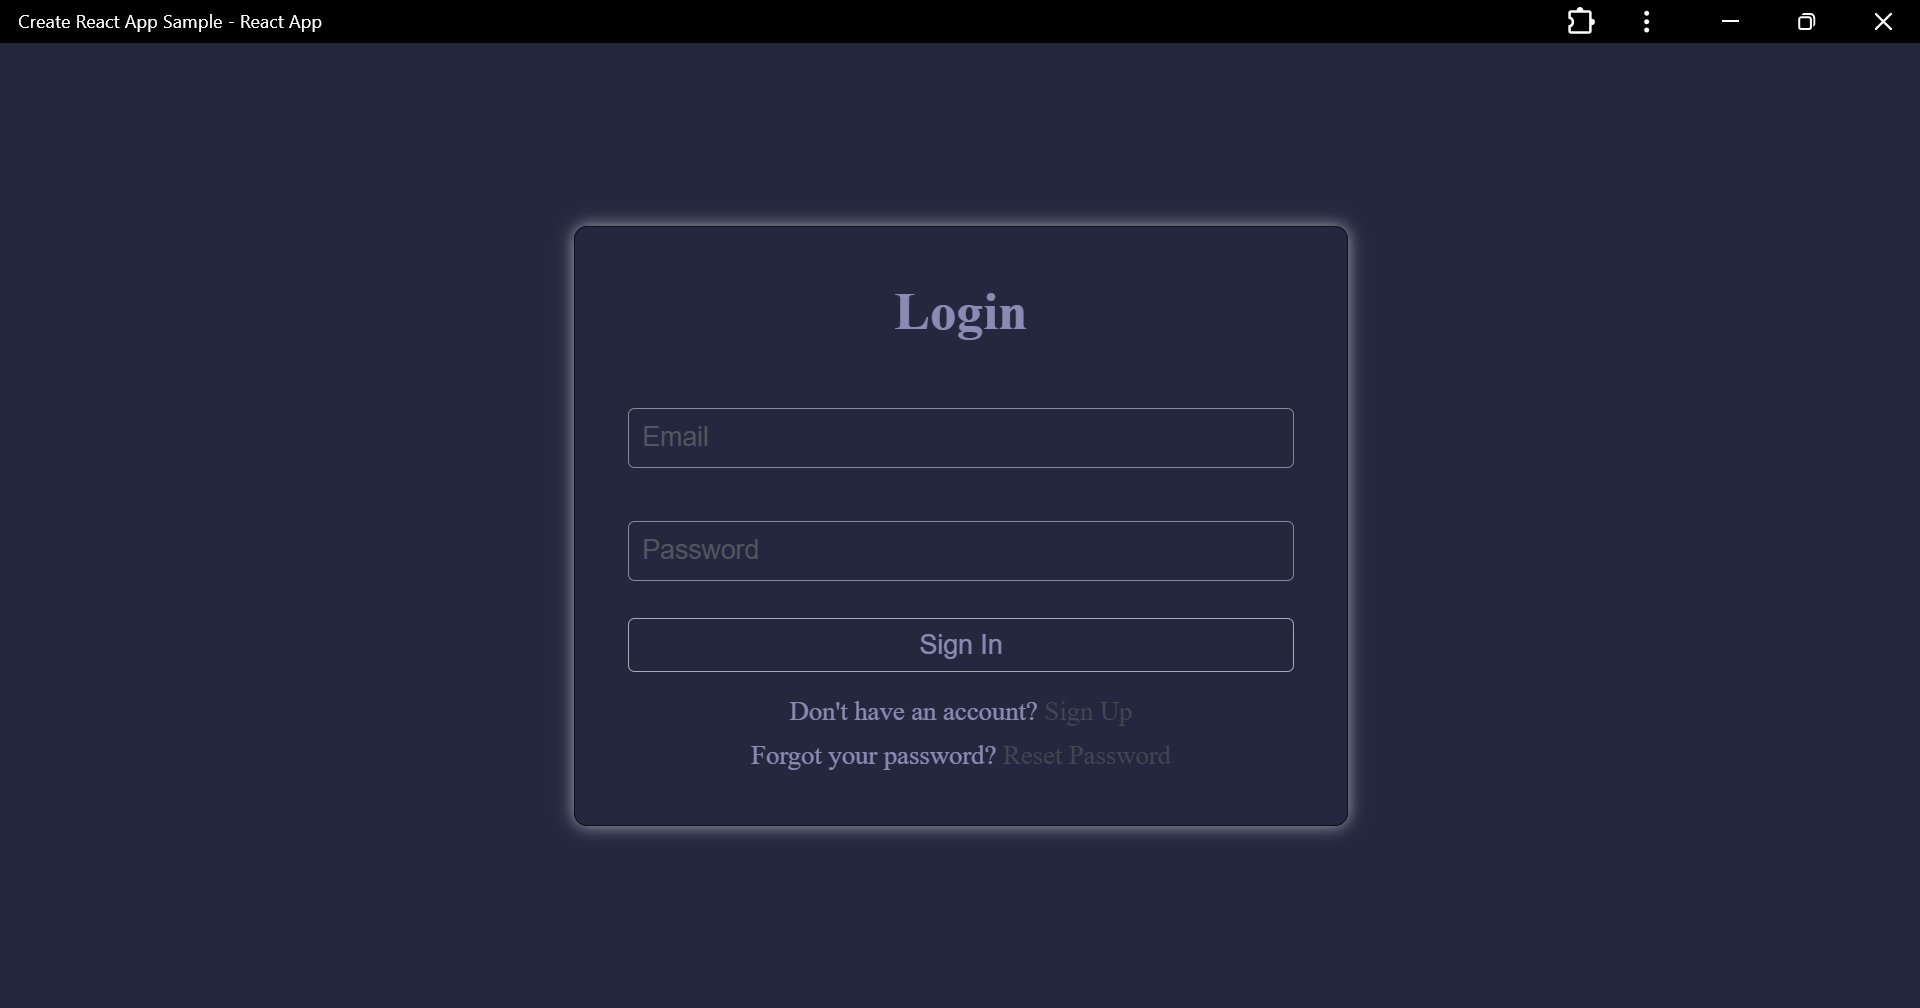 Create React App Sample - React App
Login
Email
Password
Sign In
Don't have an account? Sign Up
Forgot your password? Reset Password